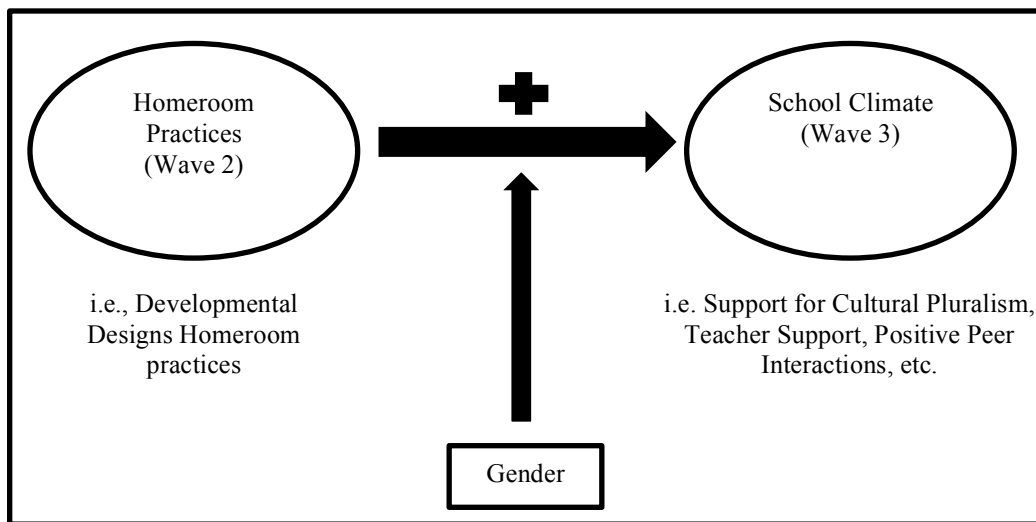 Homeroom
Practices
(Wave 2)
School Climate
(Wave 3)
i.e., Developmental
Designs Homeroom
practices
i.e. Support for Cultural Pluralism,
Teacher Support, Positive Peer
Interactions, etc.
Gender